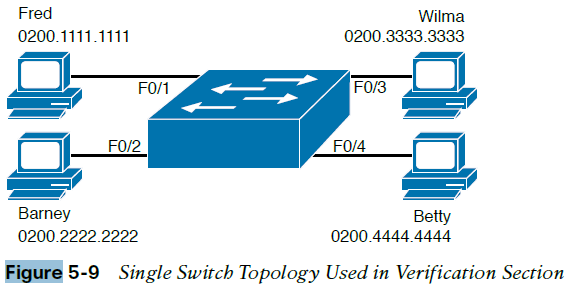 Fred
0200.1111.1111
Wilma
0200.3333.3333
F0/1
F0/3
F0/2
F0/4
Barney
0200.2222.2222
Betty
0200.4444.4444
Figure 5-9 Single Switch Topology Used in Verification Section